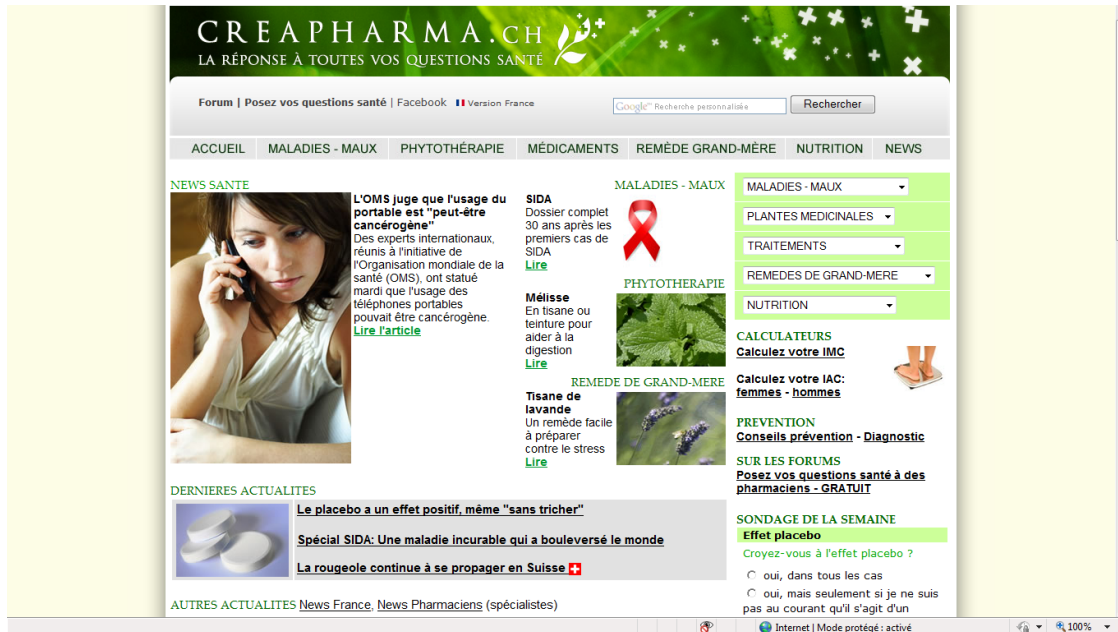 CREAPHARMA.CH
LA RÉPONSE À TOUTES VOS QUESTIONS SANTÉ
Forum | Posez vos questions santé | Facebook Version France
Google™ Recherche personnalisée
Rechercher
ACCUEIL MALADIES - MAUX PHYTOTHÉRAPIE MÉDICAMENTS REMÈDE GRAND-MÈRE NUTRITION NEWS
NEWS SANTE
L'OMS juge que l'usage du
portable est "peut-être
cancérogène"
Des experts internationaux,
réunis à l'initiative de
l'Organisation mondiale de la
santé (OMS), ont statué
mardi que l'usage des
téléphones portables
pouvait être cancérogène.
Lire l'article
MALADIES - MAUX
SIDA
Dossier complet
30 ans après les
premiers cas de
SIDA
Lire
PHYTOTHERAPIE
Mélisse
En tisane ou
teinture pour
aider à la
digestion
Lire
REMEDE DE GRAND-MERE
Tisane de
lavande
Un remède facile
à préparer
contre le stress
Lire
DERNIERES ACTUALITES
Le placebo a un effet positif, même "sans tricher"
Spécial SIDA: Une maladie incurable qui a bouleversé le monde
La rougeole continue à se propager en Suisse
AUTRES ACTUALITES News France, News Pharmaciens (spécialistes)
MALADIES - MAUX
PLANTES MEDICINALES
TRAITEMENTS
REMEDES DE GRAND-MERE
NUTRITION
CALCULATEURS
Calculez votre IMC
Calculez votre IAC:
femmes - hommes
PREVENTION
Conseils prévention - Diagnostic
SUR LES FORUMS
Posez vos questions santé à des
pharmaciens - GRATUIT
SONDAGE DE LA SEMAINE
Effet placebo
Croyez-vous à l'effet placebo ?
oui, dans tous les cas
oui, mais seulement si je ne suis
pas au courant qu'il s'agit d'un
Internet | Mode protégé : activé
100%